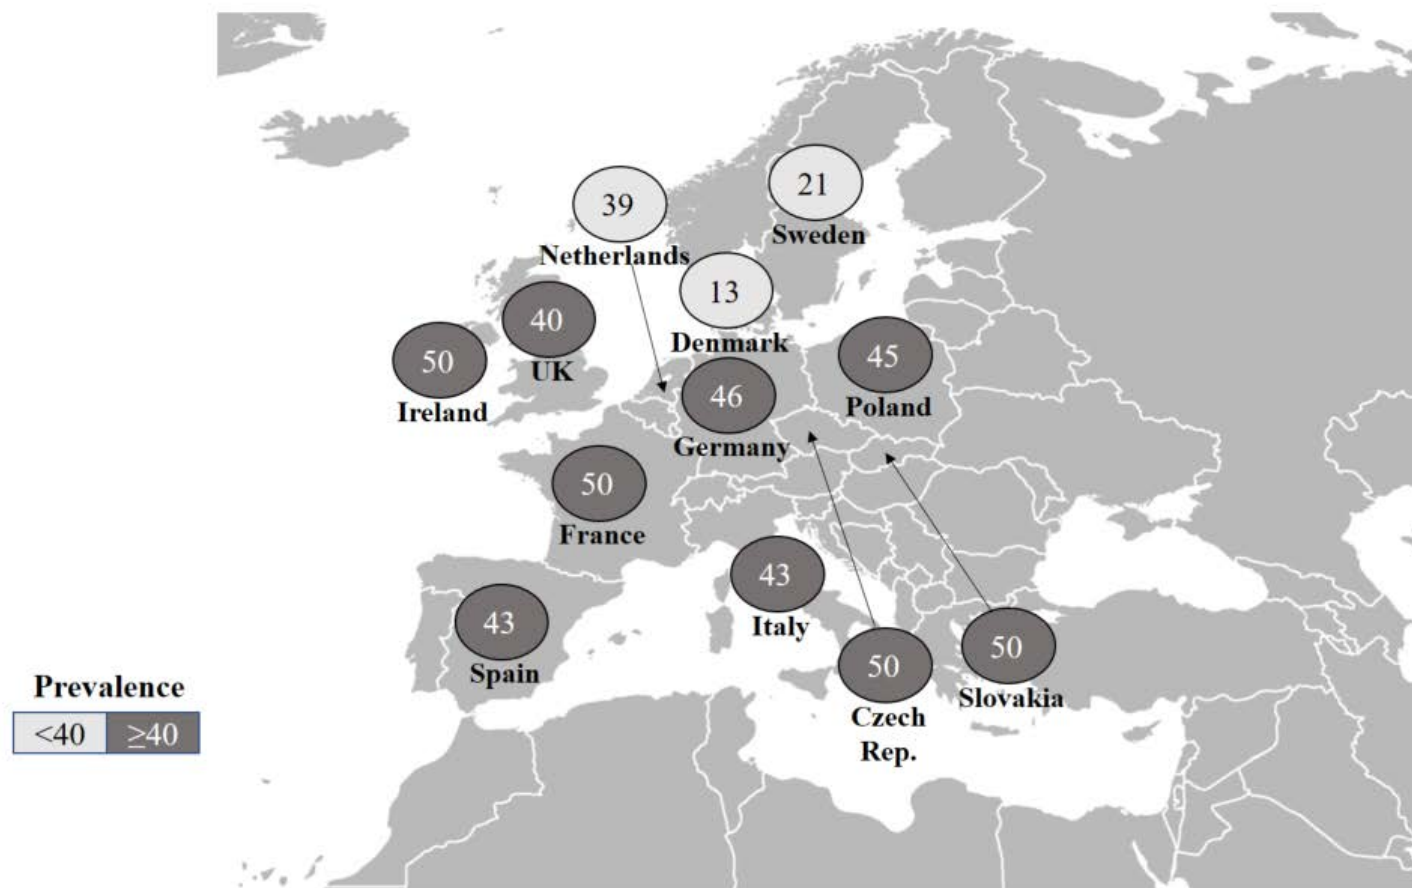 21
Sweden
39
Netherlands
13
Denmark
40
UK
50
Ireland
45
Poland
46
Germany
50
France
43
Italy
43
Spain
50
Czech
Rep.
50
Slovakia
Prevalence
<40 ≥40